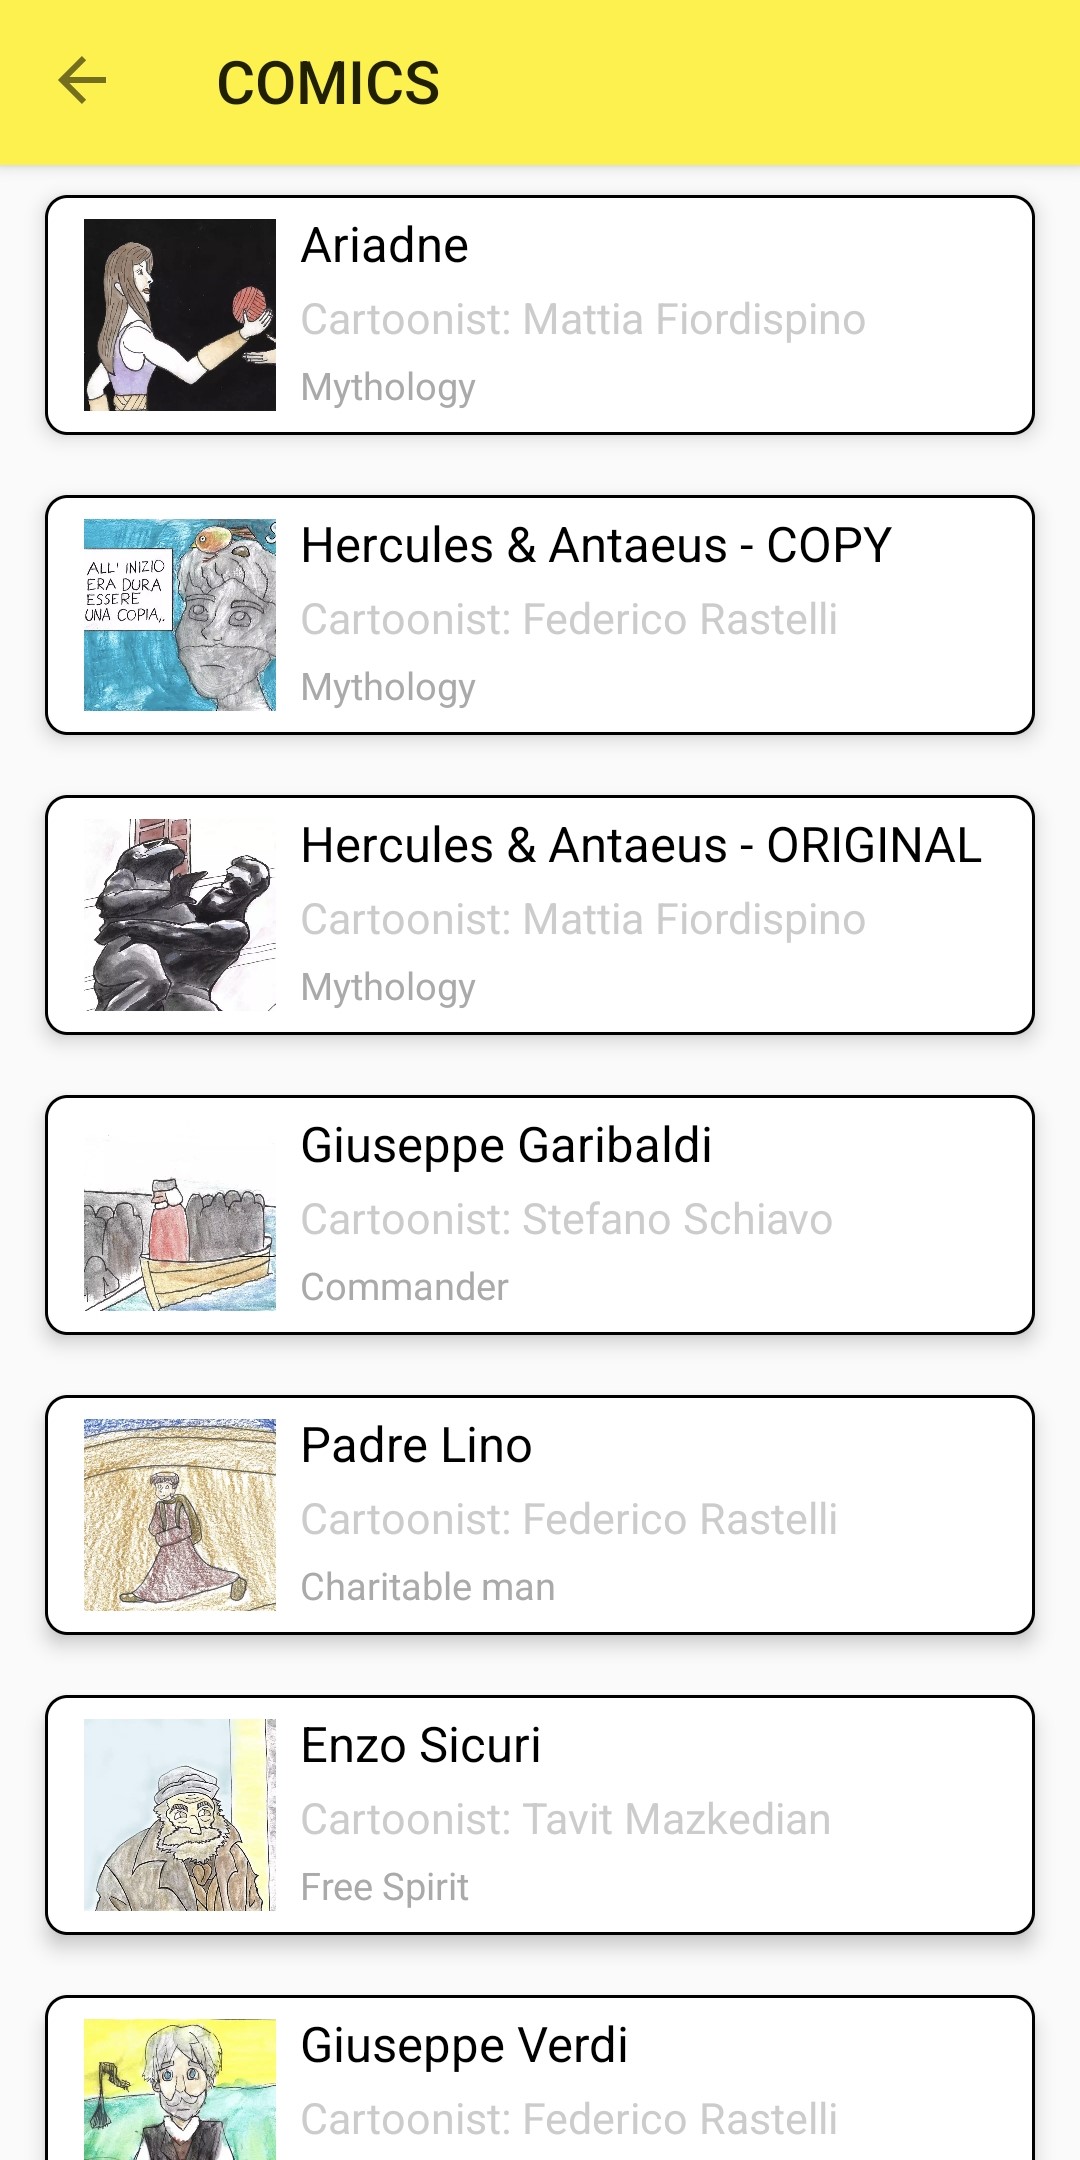 COMICS
Ariadne
Cartoonist: Mattia Fiordispino
Mythology
ALL' INIZIO
ERA DURA
ESSERE
UNA COPIA,.
S
Hercules & Antaeus - COPY
Cartoonist: Federico Rastelli
Mythology
Hercules & Antaeus - ORIGINAL
Cartoonist: Mattia Fiordispino
Mythology
Giuseppe Garibaldi
Cartoonist: Stefano Schiavo
Commander
Padre Lino
Cartoonist: Federico Rastelli
Charitable man
Enzo Sicuri
Cartoonist: Tavit Mazkedian
Free Spirit
Giuseppe Verdi
Cartoonist: Federico Rastelli